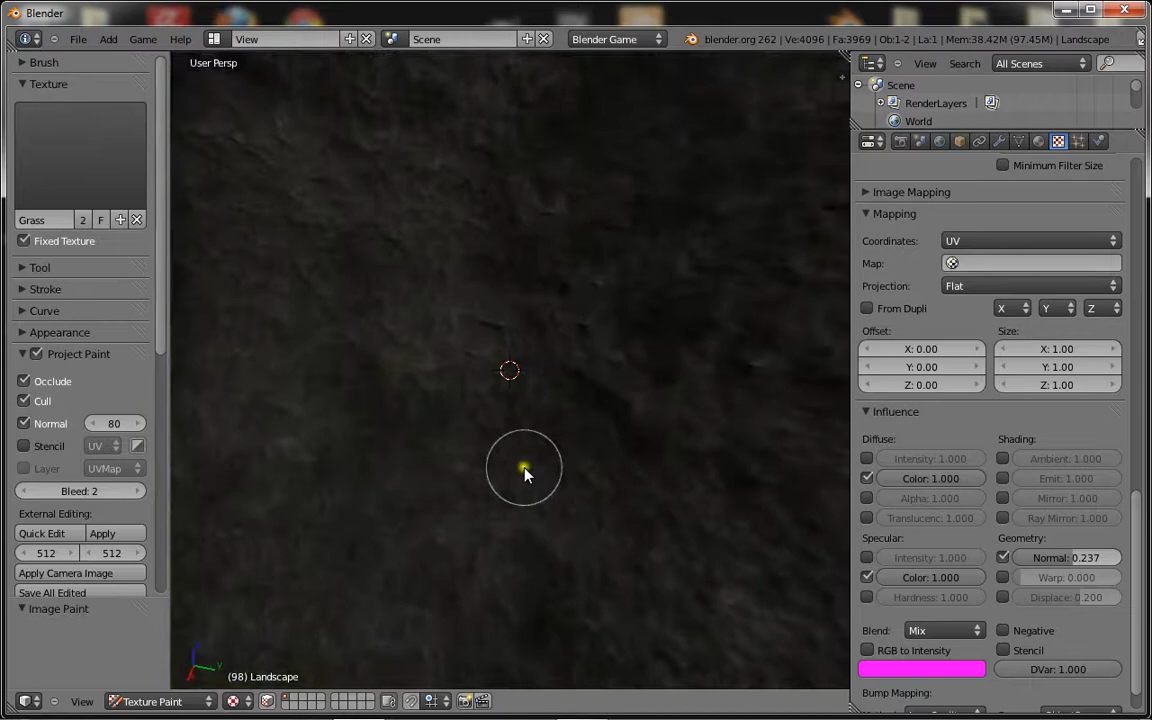 Blender
File Add Game Help View Scene Blender Game blender.org 262 | Ve:4096 | Fa:3969 | Ob:1-2 | La:1 | Mem:38.42M (97.45M) | Landscape
Brush
Texture
Grass 2 F
Fixed Texture
Tool
Stroke
Curve
Appearance
Project Paint
Occlude
Cull
Normal 80
Stencil UV
Layer UVMap
Bleed: 2
External Editing:
Quick Edit Apply
512 512
Apply Camera Image
Save All Edited
Image Paint
User Persp
(98) Landscape
View Texture Paint
View Search All Scenes
Scene
RenderLayers
World
Minimum Filter Size
Image Mapping
Mapping
Coordinates: UV
Map:
Projection: Flat
From Dupli X Y Z
Offset: Size:
X: 0.00 X: 1.00
Y: 0.00 Y: 1.00
Z: 0.00 Z: 1.00
Influence
Diffuse: Shading:
Intensity: 1.000 Ambient: 1.000
Color: 1.000 Emit: 1.000
Alpha: 1.000 Mirror: 1.000
Translucenc: 1.000 Ray Mirror: 1.000
Specular: Geometry:
Intensity: 1.000 Normal: 0.237
Color: 1.000 Warp: 0.000
Hardness: 1.000 Displace: 0.200
Blend: Mix Negative
RGB to Intensity Stencil
DVar: 1.000
Bump Mapping: